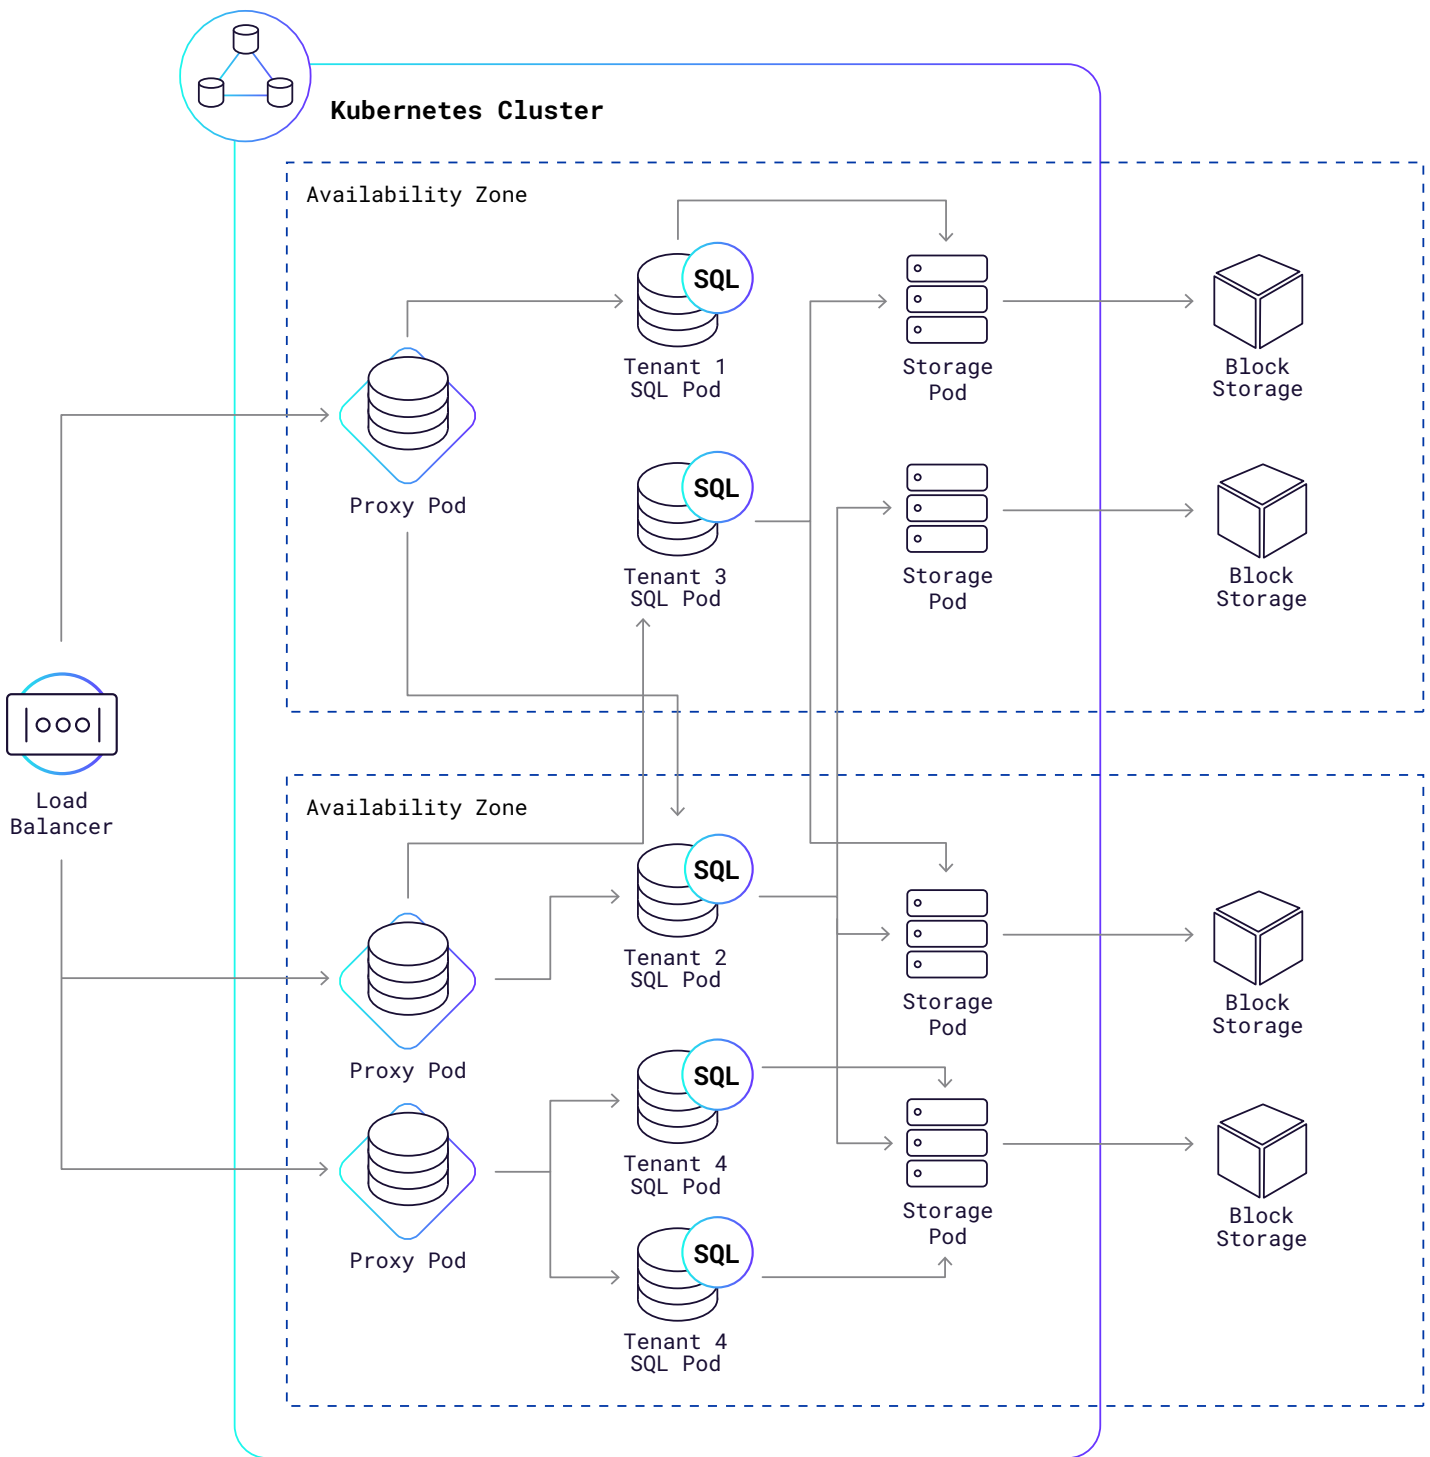 Kubernetes Cluster
Availability Zone
SQL
Tenant 1
SQL Pod
Storage
Pod
Block
Storage
Proxy Pod
SQL
Tenant 3
SQL Pod
Storage
Pod
Block
Storage
Load
Balancer
Availability Zone
SQL
Tenant 2
SQL Pod
Storage
Pod
Block
Storage
Proxy Pod
SQL
Tenant 4
SQL Pod
Storage
Pod
Block
Storage
Proxy Pod
SQL
Tenant 4
SQL Pod